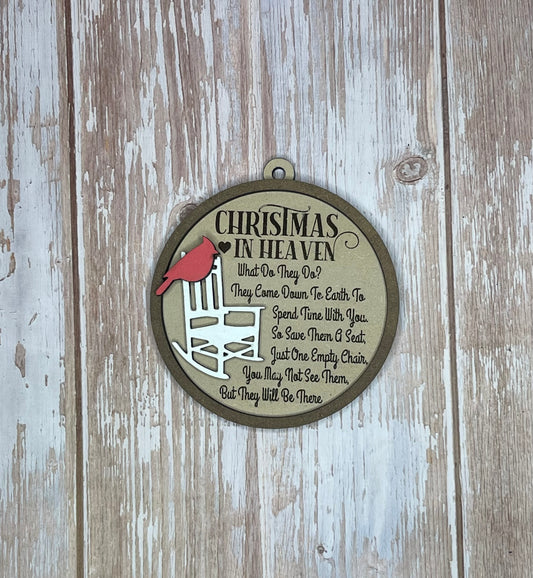 CHRISTMAS
IN HEAVEN
What Do They Do?
They Come Down To Earth To
Spend Time With You.
So Save Them A Seat,
Just One Empty Chair,
You May Not See Them,
But They Will Be There